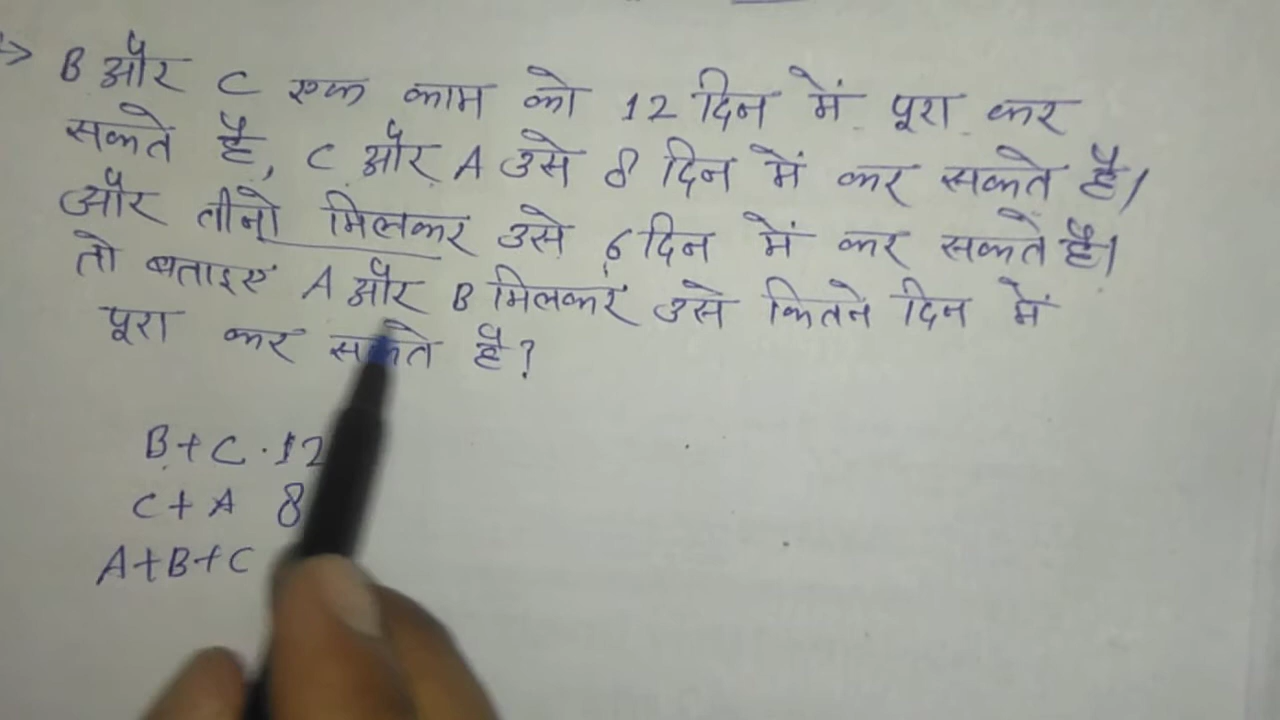 B और C एक काम को 12 दिन में पूरा कर
सकते है, C और A उसे 8 दिन में कर सकते है।
और तीनो मिलकर उसे 6 दिन में कर सकते है।
तो बताइए A और B मिलकर उसे कितने दिन में
पूरा कर सकते है?
B+C 12
C+A 8
A+B+C